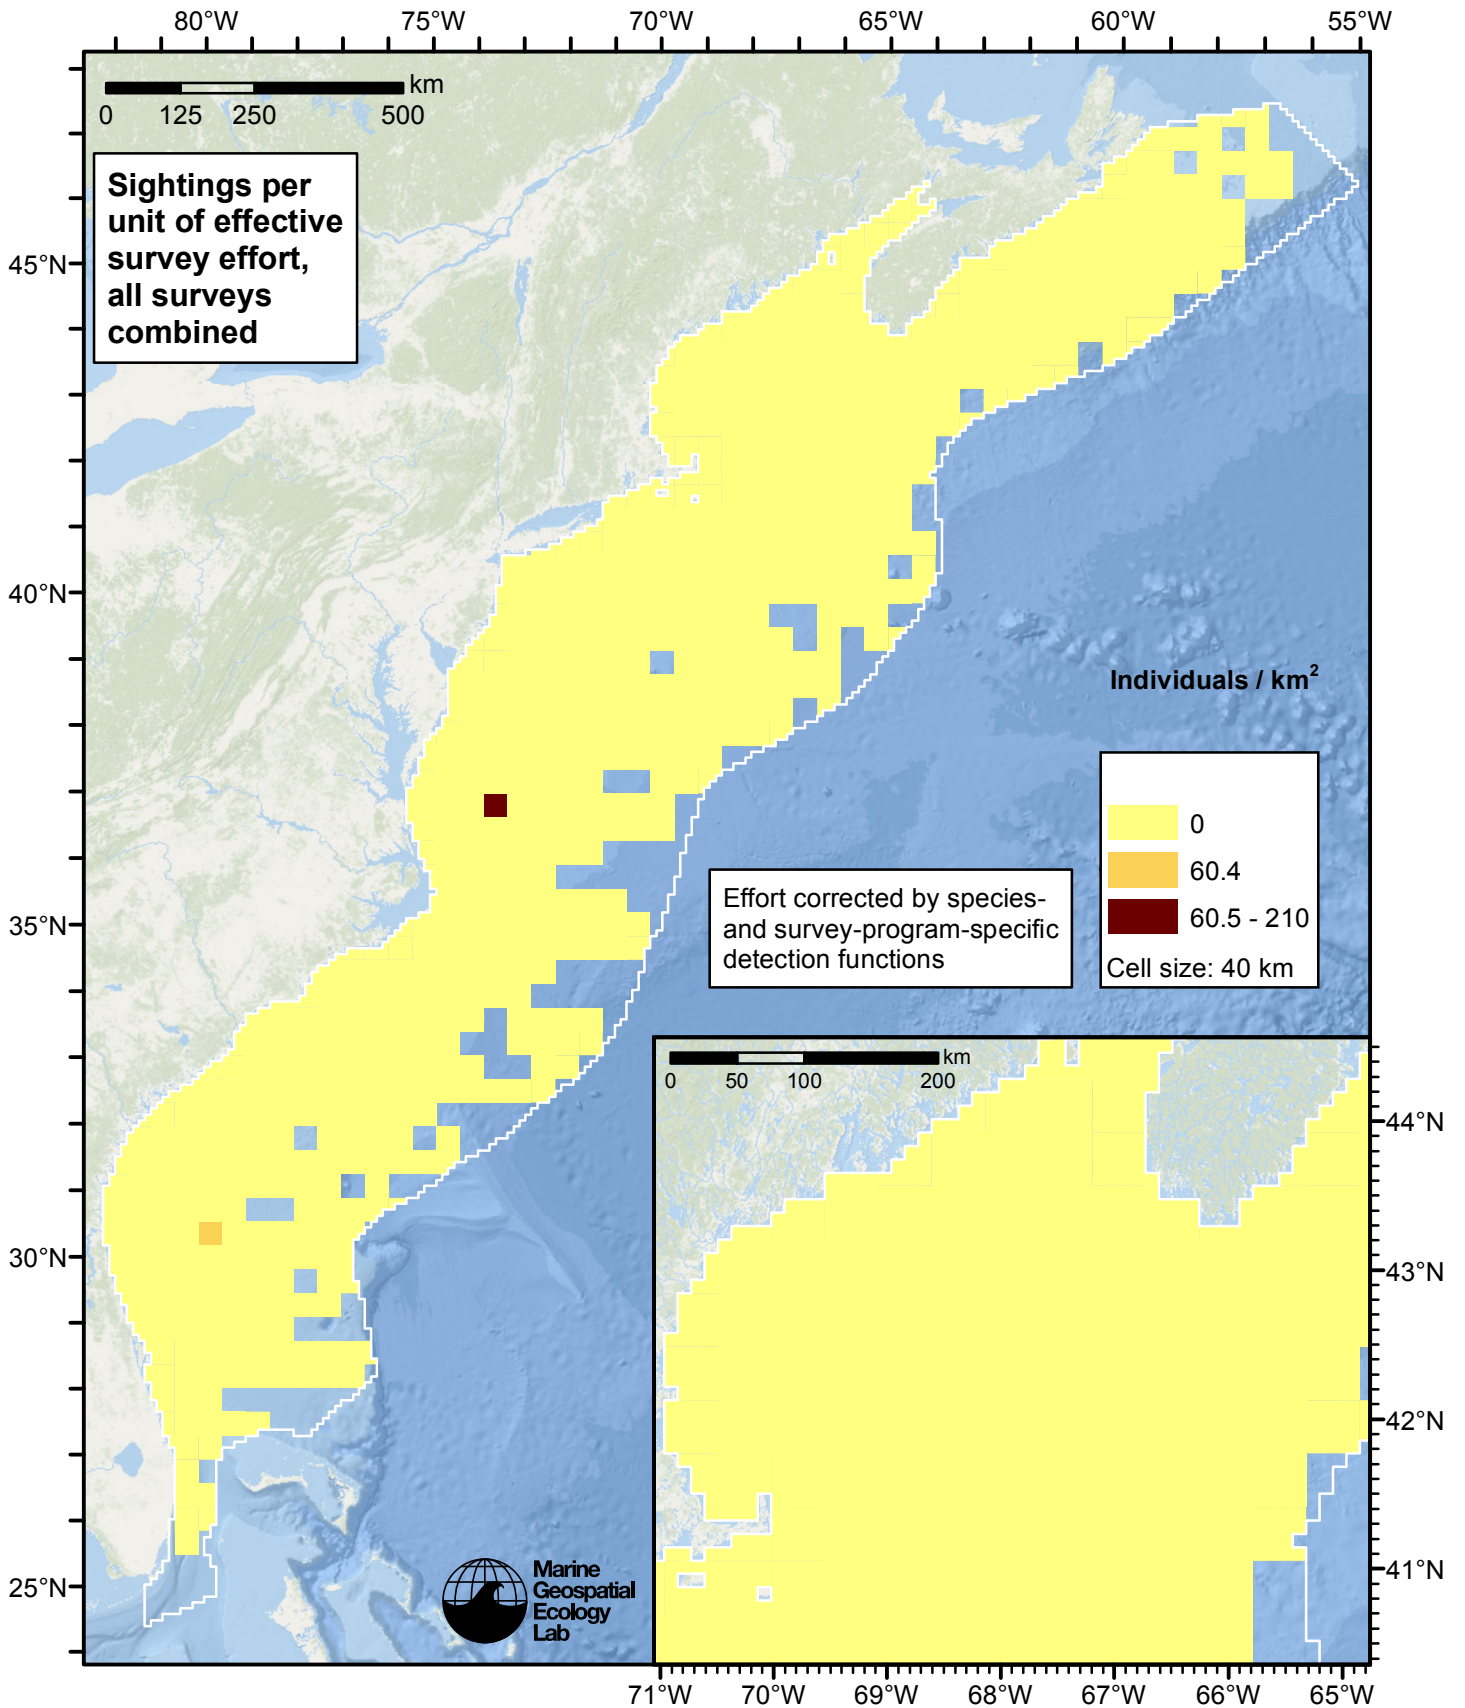 80°W 75°W 70°W 65°W 60°W 55°W
km
0 125 250 500
Sightings per
unit of effective
survey effort,
all surveys
combined
45°N
40°N
35°N
30°N
25°N
Individuals / km²
0
60.4
60.5 - 210
Cell size: 40 km
Effort corrected by species-
and survey-program-specific
detection functions
km
0 50 100 200
44°N
43°N
42°N
41°N
Marine
Geospatial
Ecology
Lab
71°W 70°W 69°W 68°W 67°W 66°W 65°W